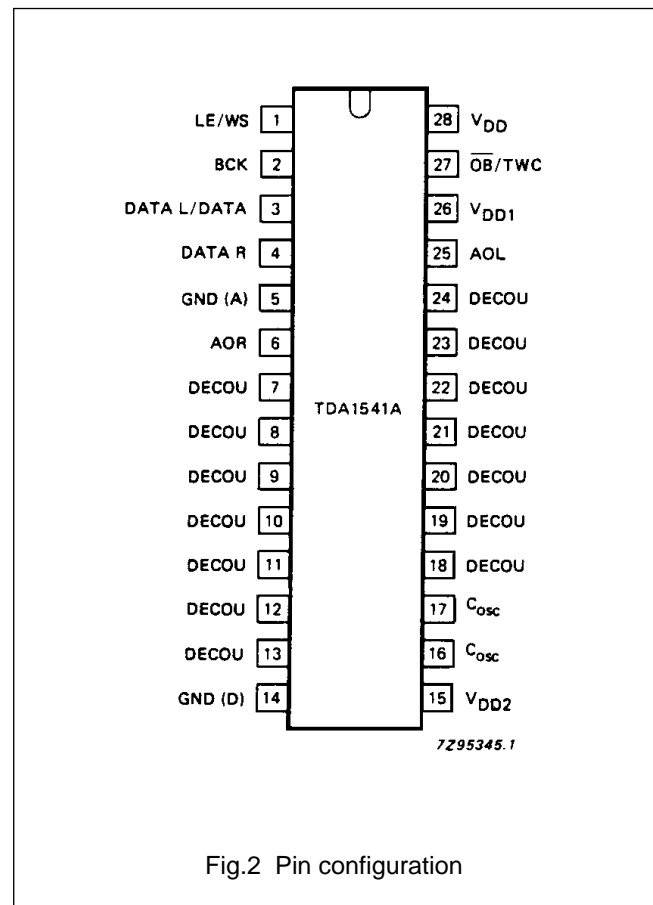 LE/WS 1 28 VDD
BCK 2 27 O̅B̅/TWC
DATA L/DATA 3 26 VDD1
DATA R 4 25 AOL
GND (A) 5 24 DECOU
AOR 6 23 DECOU
DECOU 7 22 DECOU
TDA1541A
DECOU 8 21 DECOU
DECOU 9 20 DECOU
DECOU 10 19 DECOU
DECOU 11 18 DECOU
DECOU 12 17 Cosc
DECOU 13 16 Cosc
GND (D) 14 15 VDD2
7Z95345.1
Fig.2 Pin configuration